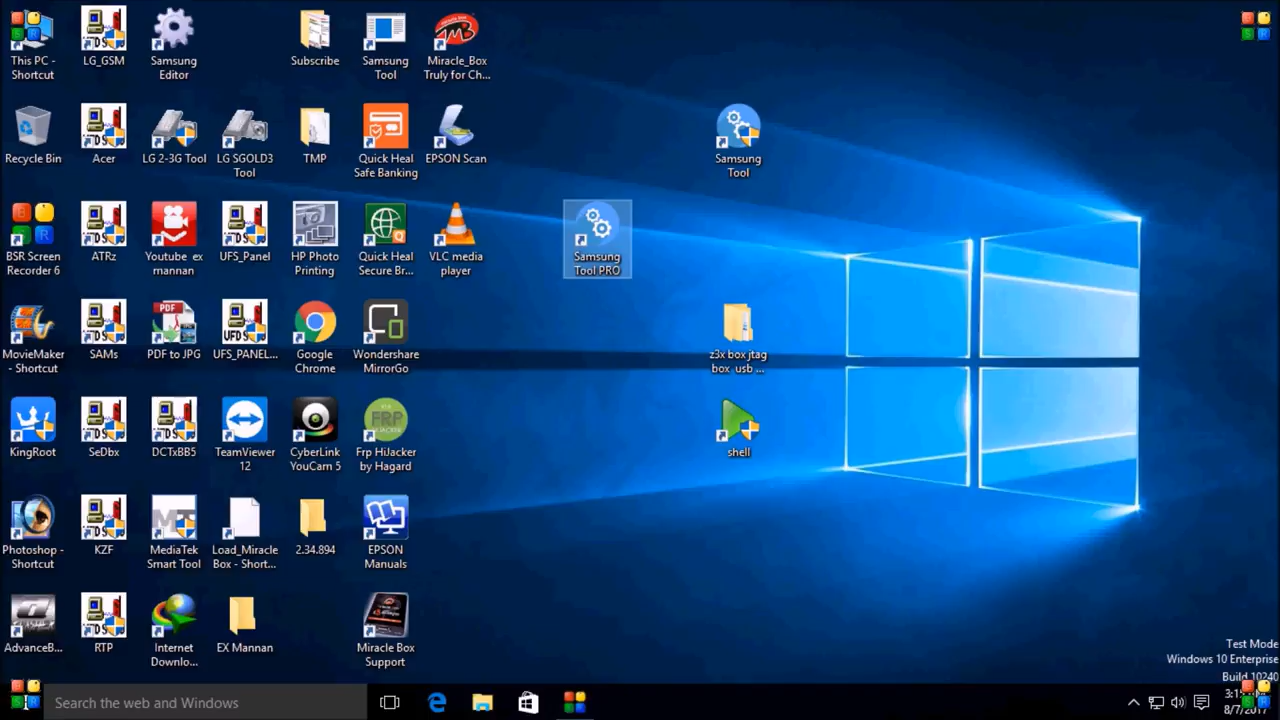 This PC -
Shortcut
LG_GSM
Samsung
Editor
Subscribe
Samsung
Tool
Miracle_Box
Truly for Ch...
Recycle Bin
Acer
LG 2-3G Tool
LG SGOLD3
Tool
TMP
Quick Heal
Safe Banking
EPSON Scan
Samsung
Tool
BSR Screen
Recorder 6
ATRz
Youtube ex
mannan
UFS_Panel
HP Photo
Printing
Quick Heal
Secure Br...
VLC media
player
Samsung
Tool PRO
MovieMaker
- Shortcut
SAMs
PDF
PDF to JPG
UFS_PANEL...
Google
Chrome
Wondershare
MirrorGo
z3x box jtag
box usb ...
KingRoot
SeDbx
DCTxBB5
TeamViewer
12
CyberLink
YouCam 5
FRP
Frp HiJacker
by Hagard
shell
Photoshop -
Shortcut
KZF
MediaTek
Smart Tool
Load_Miracle
Box - Short...
2.34.894
EPSON
Manuals
AdvanceB...
RTP
Internet
Downlo...
EX Mannan
Miracle Box
Support
Test Mode
Windows 10 Enterprise
Build 10240
Search the web and Windows
8/7/2017